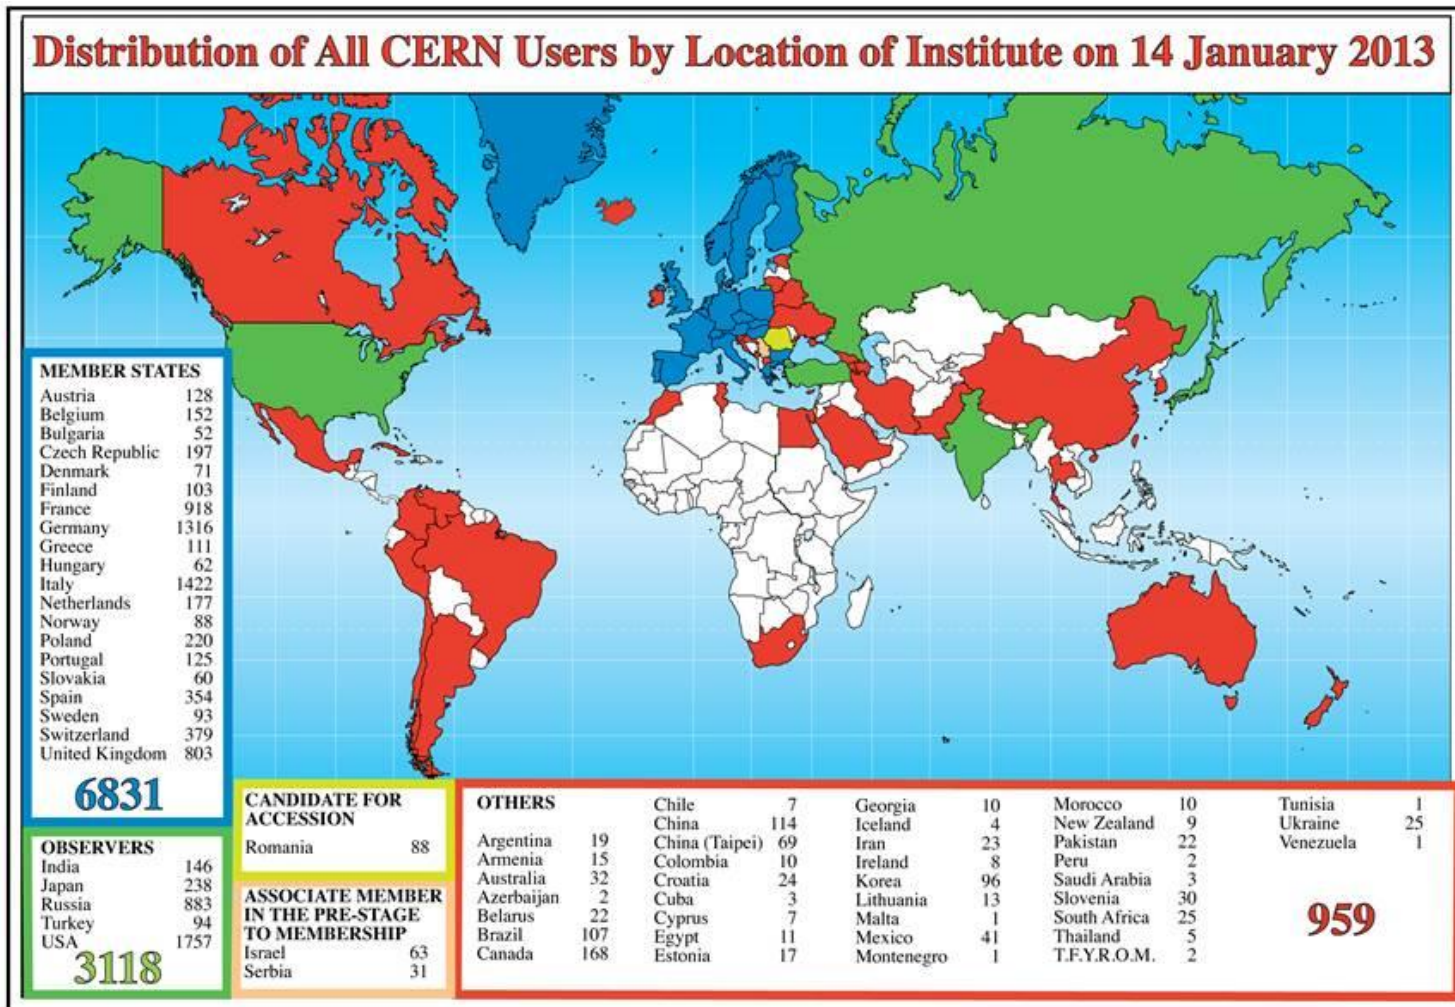 Distribution of All CERN Users by Location of Institute on 14 January 2013
MEMBER STATES
Austria 128
Belgium 152
Bulgaria 52
Czech Republic 197
Denmark 71
Finland 103
France 918
Germany 1316
Greece 111
Hungary 62
Italy 1422
Netherlands 177
Norway 88
Poland 220
Portugal 125
Slovakia 60
Spain 354
Sweden 93
Switzerland 379
United Kingdom 803
6831
OBSERVERS
India 146
Japan 238
Russia 883
Turkey 94
USA 1757
3118
CANDIDATE FOR
ACCESSION
Romania 88
ASSOCIATE MEMBER
IN THE PRE-STAGE
TO MEMBERSHIP
Israel 63
Serbia 31
OTHERS
Argentina 19
Armenia 15
Australia 32
Azerbaijan 2
Belarus 22
Brazil 107
Canada 168
Chile 7
China 114
China (Taipei) 69
Colombia 10
Croatia 24
Cuba 3
Cyprus 7
Egypt 11
Estonia 17
Georgia 10
Iceland 4
Iran 23
Ireland 8
Korea 96
Lithuania 13
Malta 1
Mexico 41
Montenegro 1
Morocco 10
New Zealand 9
Pakistan 22
Peru 2
Saudi Arabia 3
Slovenia 30
South Africa 25
Thailand 5
T.F.Y.R.O.M. 2
Tunisia 1
Ukraine 25
Venezuela 1
959